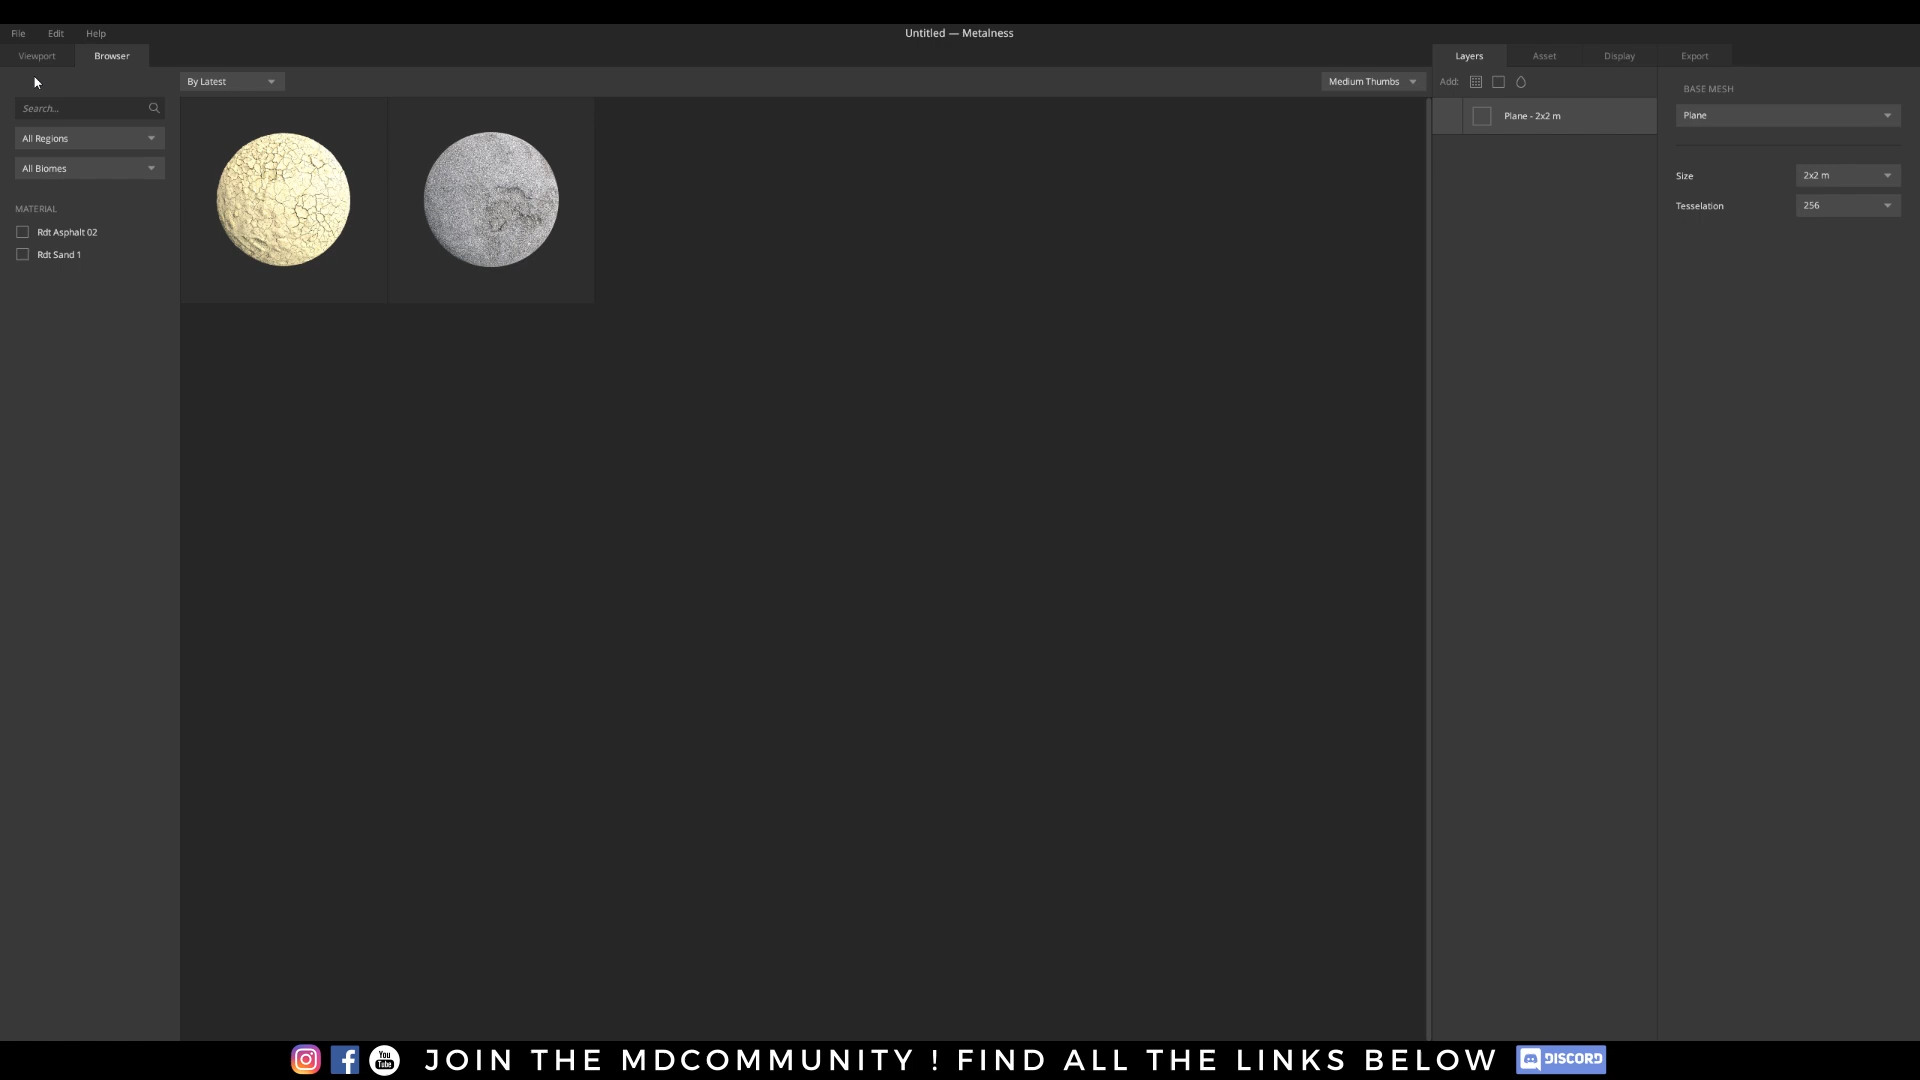 File Edit Help
Untitled — Metalness
Viewport Browser
Layers Asset Display Export
By Latest
Medium Thumbs
Add:
BASE MESH
Search...
Plane - 2x2 m
Plane
All Regions
All Biomes
Size 2x2 m
MATERIAL
Tesselation 256
Rdt Asphalt 02
Rdt Sand 1
You Tube JOIN THE MDCOMMUNITY ! FIND ALL THE LINKS BELOW DISCORD